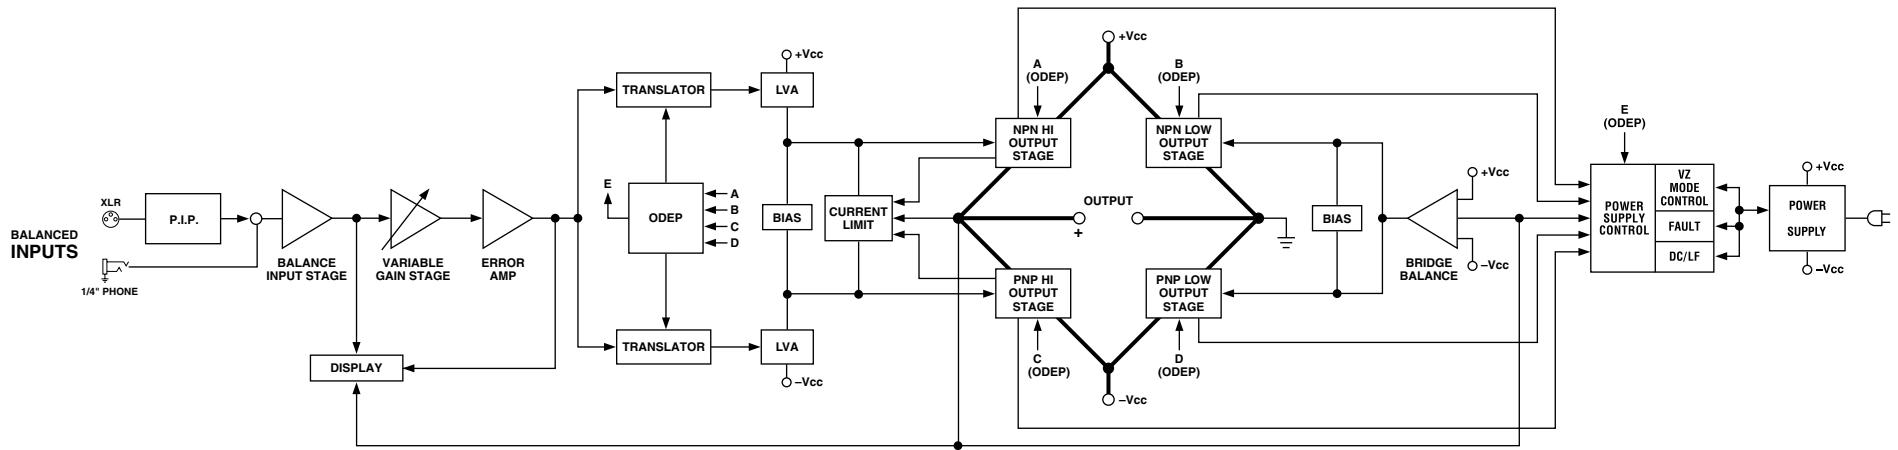 BALANCED
INPUTS
XLR
1/4" PHONE
P.I.P.
BALANCE
INPUT STAGE
VARIABLE
GAIN STAGE
ERROR
AMP
DISPLAY
TRANSLATOR
E
ODEP
A
B
C
D
TRANSLATOR
+Vcc
LVA
BIAS
LVA
–Vcc
CURRENT
LIMIT
A
(ODEP)
NPN HI
OUTPUT
STAGE
PNP HI
OUTPUT
STAGE
C
(ODEP)
+Vcc
OUTPUT
+
–Vcc
B
(ODEP)
NPN LOW
OUTPUT
STAGE
PNP LOW
OUTPUT
STAGE
D
(ODEP)
BIAS
+Vcc
–Vcc
BRIDGE
BALANCE
E
(ODEP)
POWER
SUPPLY
CONTROL
VZ
MODE
CONTROL
FAULT
DC/LF
+Vcc
POWER
SUPPLY
–Vcc